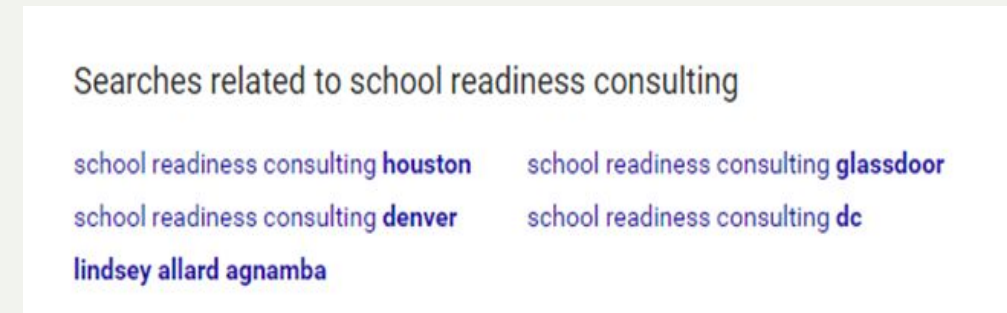 Searches related to school readiness consulting
school readiness consulting houston
school readiness consulting glassdoor
school readiness consulting denver
school readiness consulting dc
lindsey allard agnamba